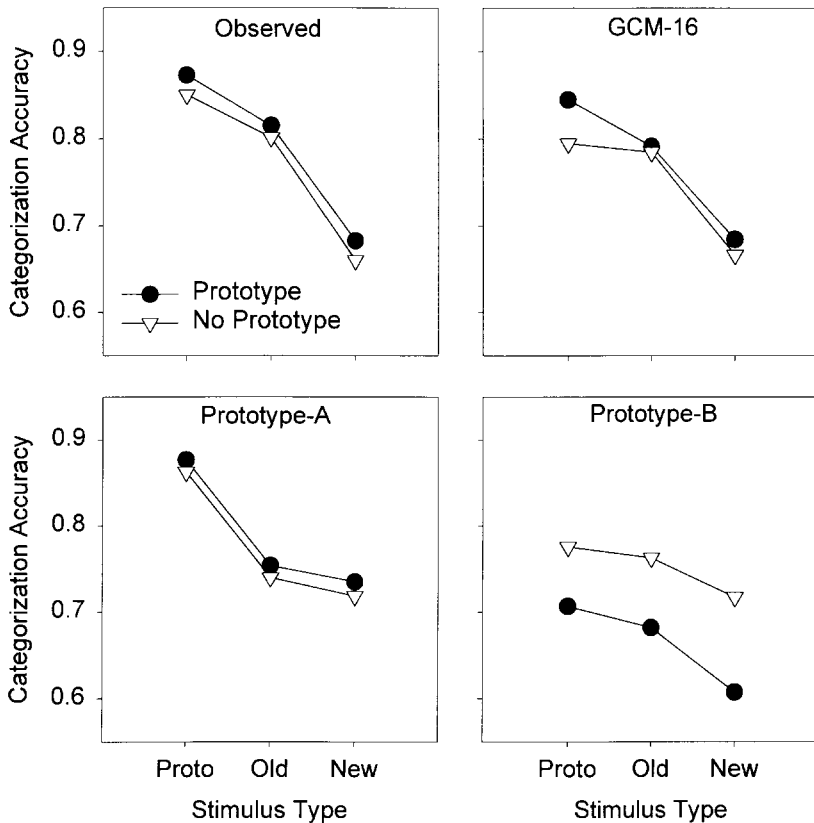 Observed
GCM-16
Categorization Accuracy
0.9
0.8
0.7
0.6
Prototype
No Prototype
Prototype-A
Prototype-B
Categorization Accuracy
0.9
0.8
0.7
0.6
Proto Old New
Proto Old New
Stimulus Type
Stimulus Type